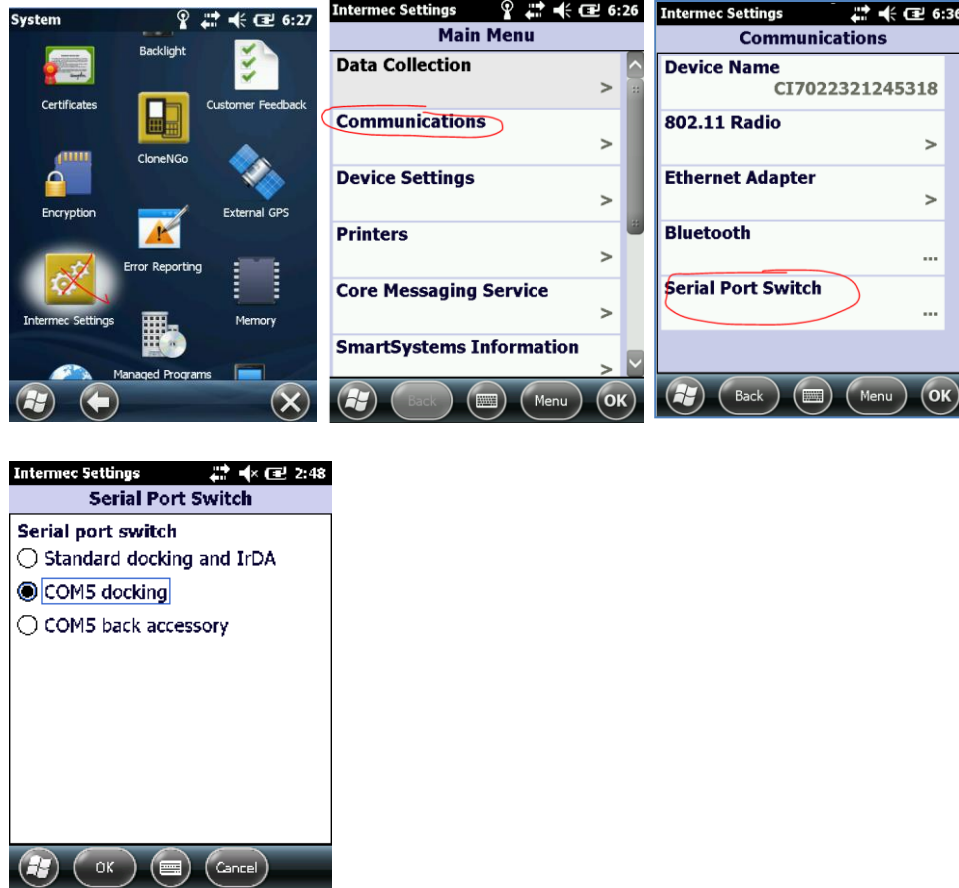 System 6:27
Backlight
Certificates
Customer Feedback
CloneNGo
Encryption
External GPS
Error Reporting
Intermec Settings
Memory
Managed Programs
Intermec Settings 6:26
Main Menu
Data Collection
>
Communications
>
Device Settings
>
Printers
>
Core Messaging Service
>
SmartSystems Information
>
Back Menu OK
Intermec Settings 6:36
Communications
Device Name
CI7022321245318
802.11 Radio
>
Ethernet Adapter
>
Bluetooth
...
Serial Port Switch
...
Back Menu OK
Intermec Settings 2:48
Serial Port Switch
Serial port switch
Standard docking and IrDA
COM5 docking
COM5 back accessory
OK Cancel